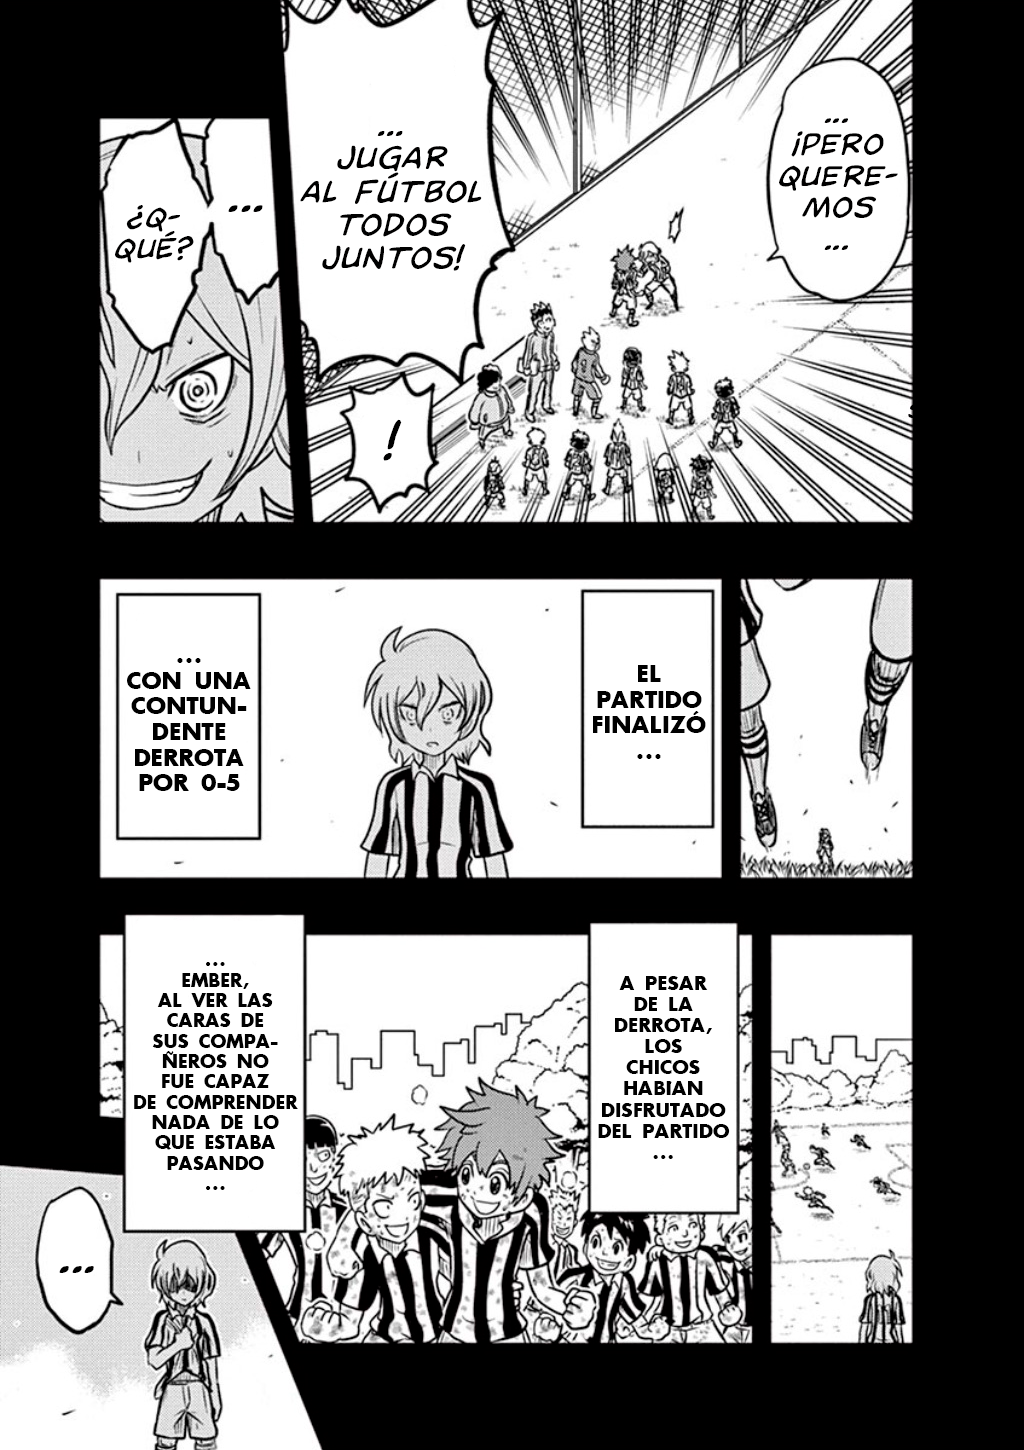 ...
¡PERO
QUERE-
MOS
...
...
JUGAR
AL FÚTBOL
TODOS
JUNTOS!
!
...
¿Q-
QUÉ?
EL
PARTIDO
FINALIZÓ
...
...
CON UNA
CONTUN-
DENTE
DERROTA
POR 0-5
A PESAR
DE LA
DERROTA,
LOS
CHICOS
HABIAN
DISFRUTADO
DEL PARTIDO
...
...
EMBER,
AL VER LAS
CARAS DE
SUS COMPA-
ÑEROS NO
FUE CAPAZ
DE COMPRENDER
NADA DE LO
QUE ESTABA
PASANDO
...
...